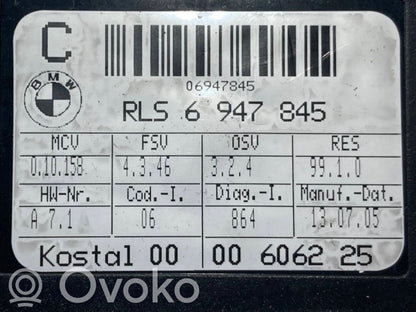 C
06947845
BMW
RLS 6 947 845
MCV FSV OSV RES
0.10.158 4.3.46 3.2.4 99.1.0
HW-Nr. Cod.-I. Diag.-I. Manuf.-Dat.
A 7.1 06 864 13.07.05
Kostal 00 00 6062 25
Ovoko